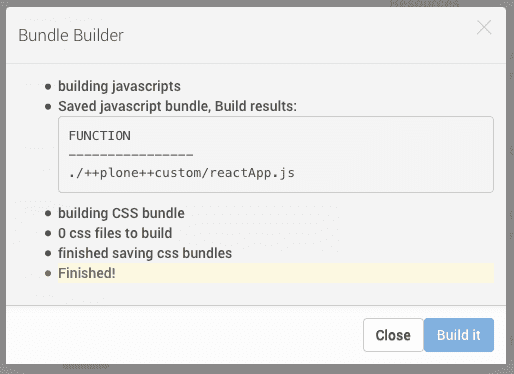 Resources
Bundle Builder
building javascripts
Saved javascript bundle, Build results:
FUNCTION
----------------
./++plone++custom/reactApp.js
building CSS bundle
0 css files to build
finished saving css bundles
Finished!
Close Build it